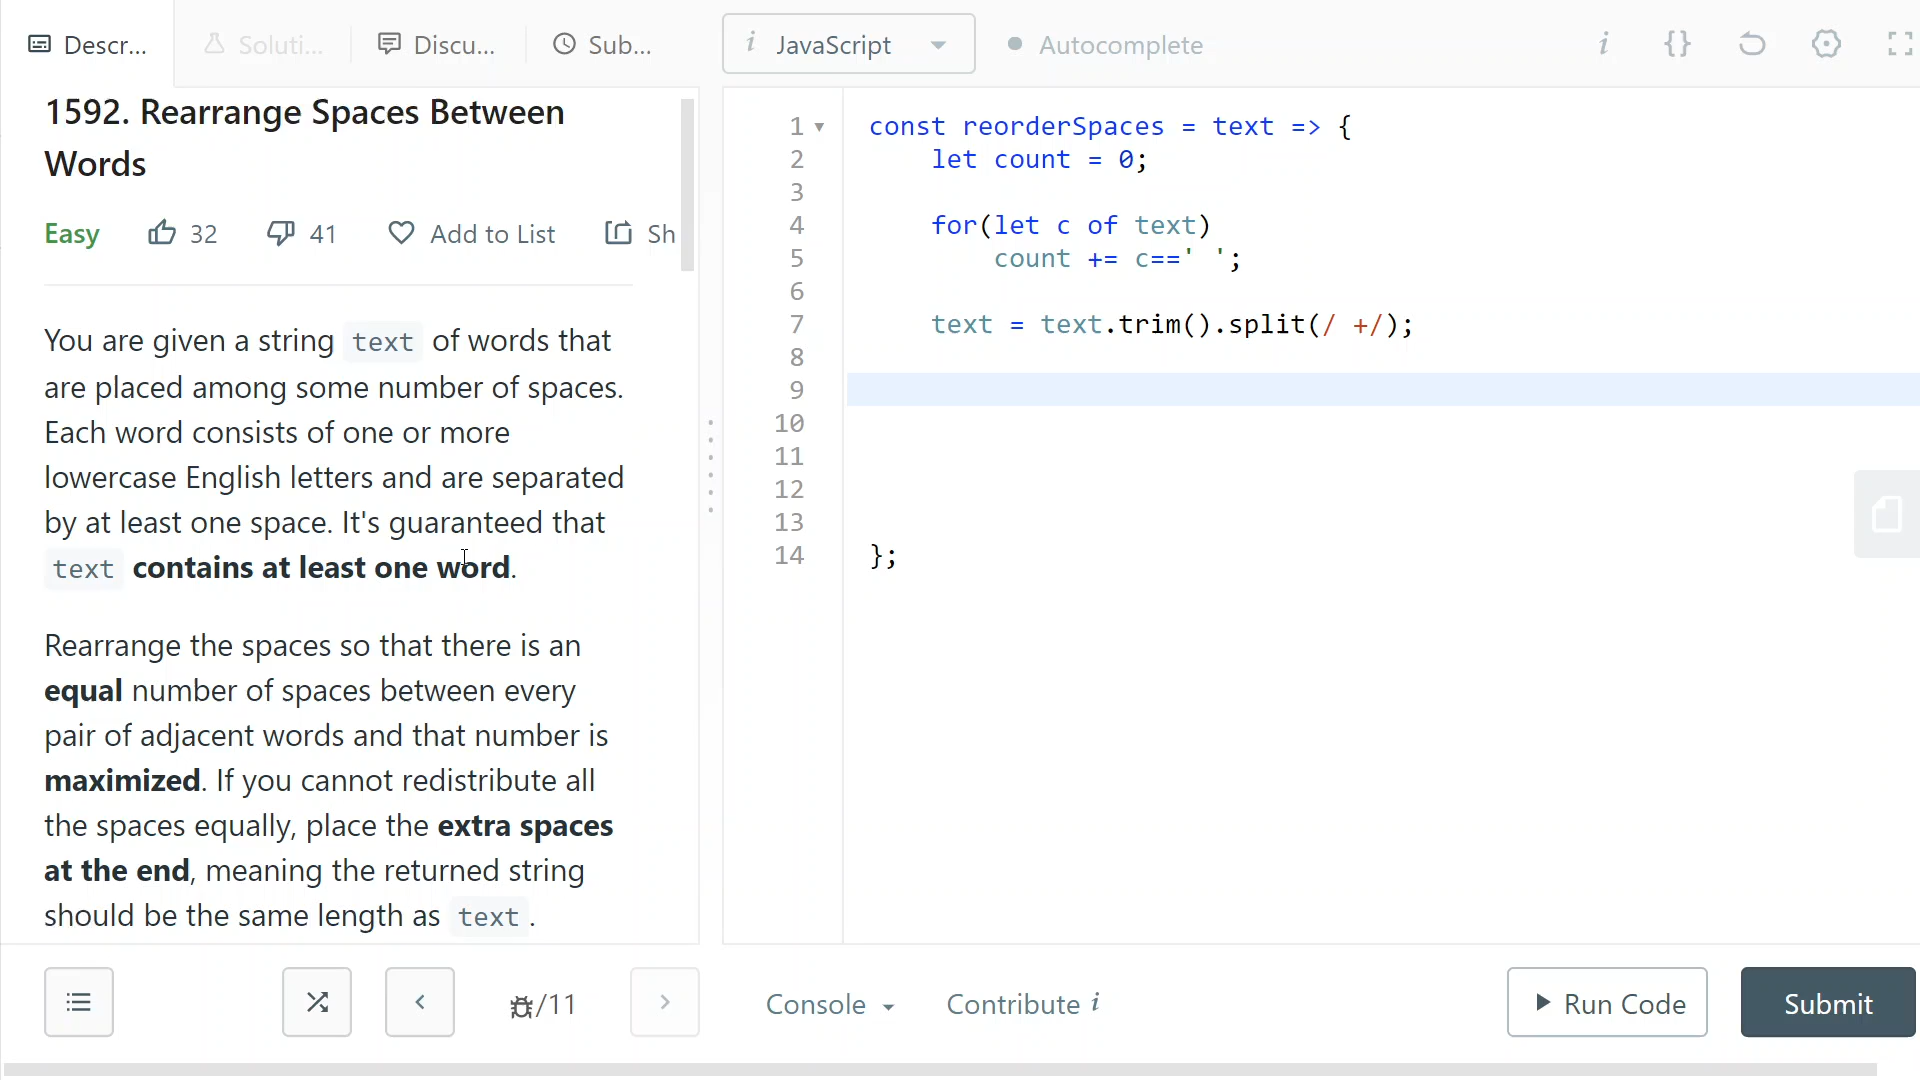 Descr...
Soluti...
Discu...
Sub...
i JavaScript
Autocomplete
i {}
1592. Rearrange Spaces Between
Words
Easy 32 41 Add to List Sh
You are given a string text of words that
are placed among some number of spaces.
Each word consists of one or more
lowercase English letters and are separated
by at least one space. It's guaranteed that
text contains at least one word.
Rearrange the spaces so that there is an
equal number of spaces between every
pair of adjacent words and that number is
maximized. If you cannot redistribute all
the spaces equally, place the extra spaces
at the end, meaning the returned string
should be the same length as text.
1 const reorderSpaces = text => {
2 let count = 0;
3
4 for(let c of text)
5 count += c==' ';
6
7 text = text.trim().split(/ +/);
8
9
10
11
12
13
14 };
/11
Console
Contribute i
Run Code
Submit